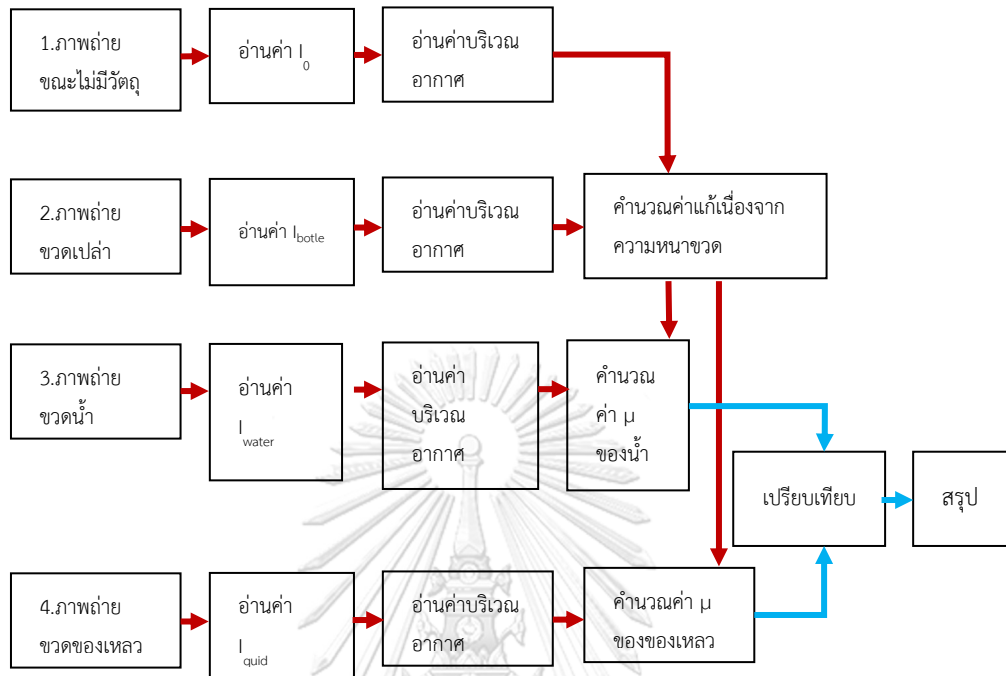 1.ภาพถ่าย
ขณะไม่มีวัตถุ
อ่านค่า I0
อ่านค่าบริเวณ
อากาศ
2.ภาพถ่าย
ขวดเปล่า
อ่านค่า Ibotle
อ่านค่าบริเวณ
อากาศ
คำนวณค่าแก้เนื่องจาก
ความหนาขวด
3.ภาพถ่าย
ขวดน้ำ
อ่านค่า
Iwater
อ่านค่า
บริเวณ
อากาศ
คำนวณ
ค่า µ
ของน้ำ
เปรียบเทียบ
สรุป
4.ภาพถ่าย
ขวดของเหลว
อ่านค่า
Iquid
อ่านค่าบริเวณ
อากาศ
คำนวณค่า µ
ของของเหลว